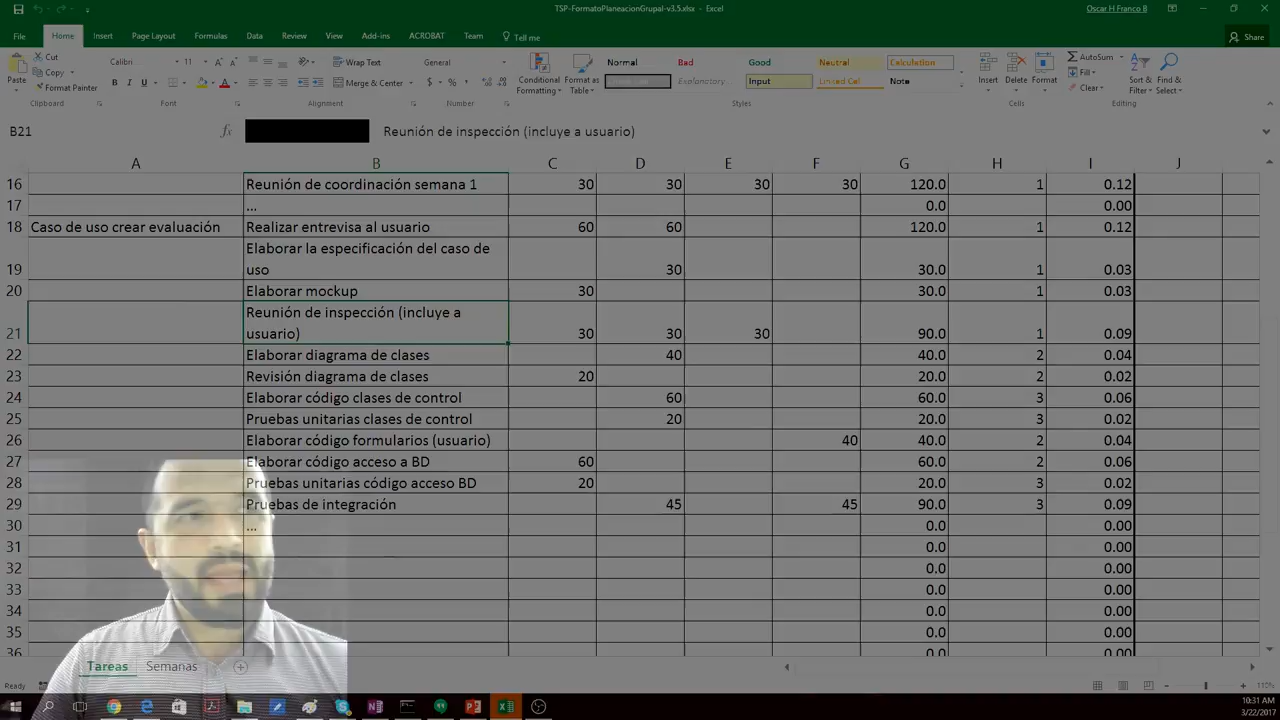 TSP-FormatoPlaneacionGrupal-v3.5.xlsx - Excel
Oscar H Franco B
File Home Insert Page Layout Formulas Data Review View Add-ins ACROBAT Team Tell me Share
Paste Cut Copy Format Painter
Calibri 11
B I U
Wrap Text
Merge & Center
General
$ % ,
Conditional Formatting
Format as Table
Normal Bad Good Neutral Calculation
Explanatory... Input Linked Cell Note
Insert Delete Format
AutoSum
Fill
Clear
Sort & Filter
Find & Select
Clipboard Font Alignment Number Styles Cells Editing
B21 fx Reunión de inspección (incluye a usuario)
A B C D E F G H I J
16 Reunión de coordinación semana 1 30 30 30 30 120.0 1 0.12
17 ... 0.0 0.00
18 Caso de uso crear evaluación Realizar entrevisa al usuario 60 60 120.0 1 0.12
Elaborar la especificación del caso de
19 uso 30 30.0 1 0.03
20 Elaborar mockup 30 30.0 1 0.03
Reunión de inspección (incluye a
21 usuario) 30 30 30 90.0 1 0.09
22 Elaborar diagrama de clases 40 40.0 2 0.04
23 Revisión diagrama de clases 20 20.0 2 0.02
24 Elaborar código clases de control 60 60.0 3 0.06
25 Pruebas unitarias clases de control 20 20.0 3 0.02
26 Elaborar código formularios (usuario) 40 40.0 2 0.04
27 Elaborar código acceso a BD 60 60.0 2 0.06
28 Pruebas unitarias código acceso BD 20 20.0 3 0.02
29 Pruebas de integración 45 45 90.0 3 0.09
30 ... 0.0 0.00
31 0.0 0.00
32 0.0 0.00
33 0.0 0.00
34 0.0 0.00
35 0.0 0.00
36 0.0 0.00
Tareas Semanas
Ready 110%
10:31 AM
3/22/2017